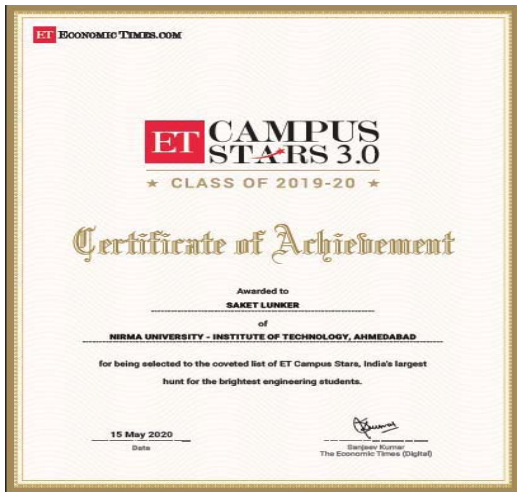 ET ECONOMIC TIMES.COM
ET CAMPUS
STARS 3.0
★ CLASS OF 2019-20 ★
Certificate of Achievement
Awarded to
SAKET LUNKER
of
NIRMA UNIVERSITY - INSTITUTE OF TECHNOLOGY, AHMEDABAD
for being selected to the coveted list of ET Campus Stars, India's largest
hunt for the brightest engineering students.
15 May 2020
Date
Sanjeev Kumar
The Economic Times (Digital)